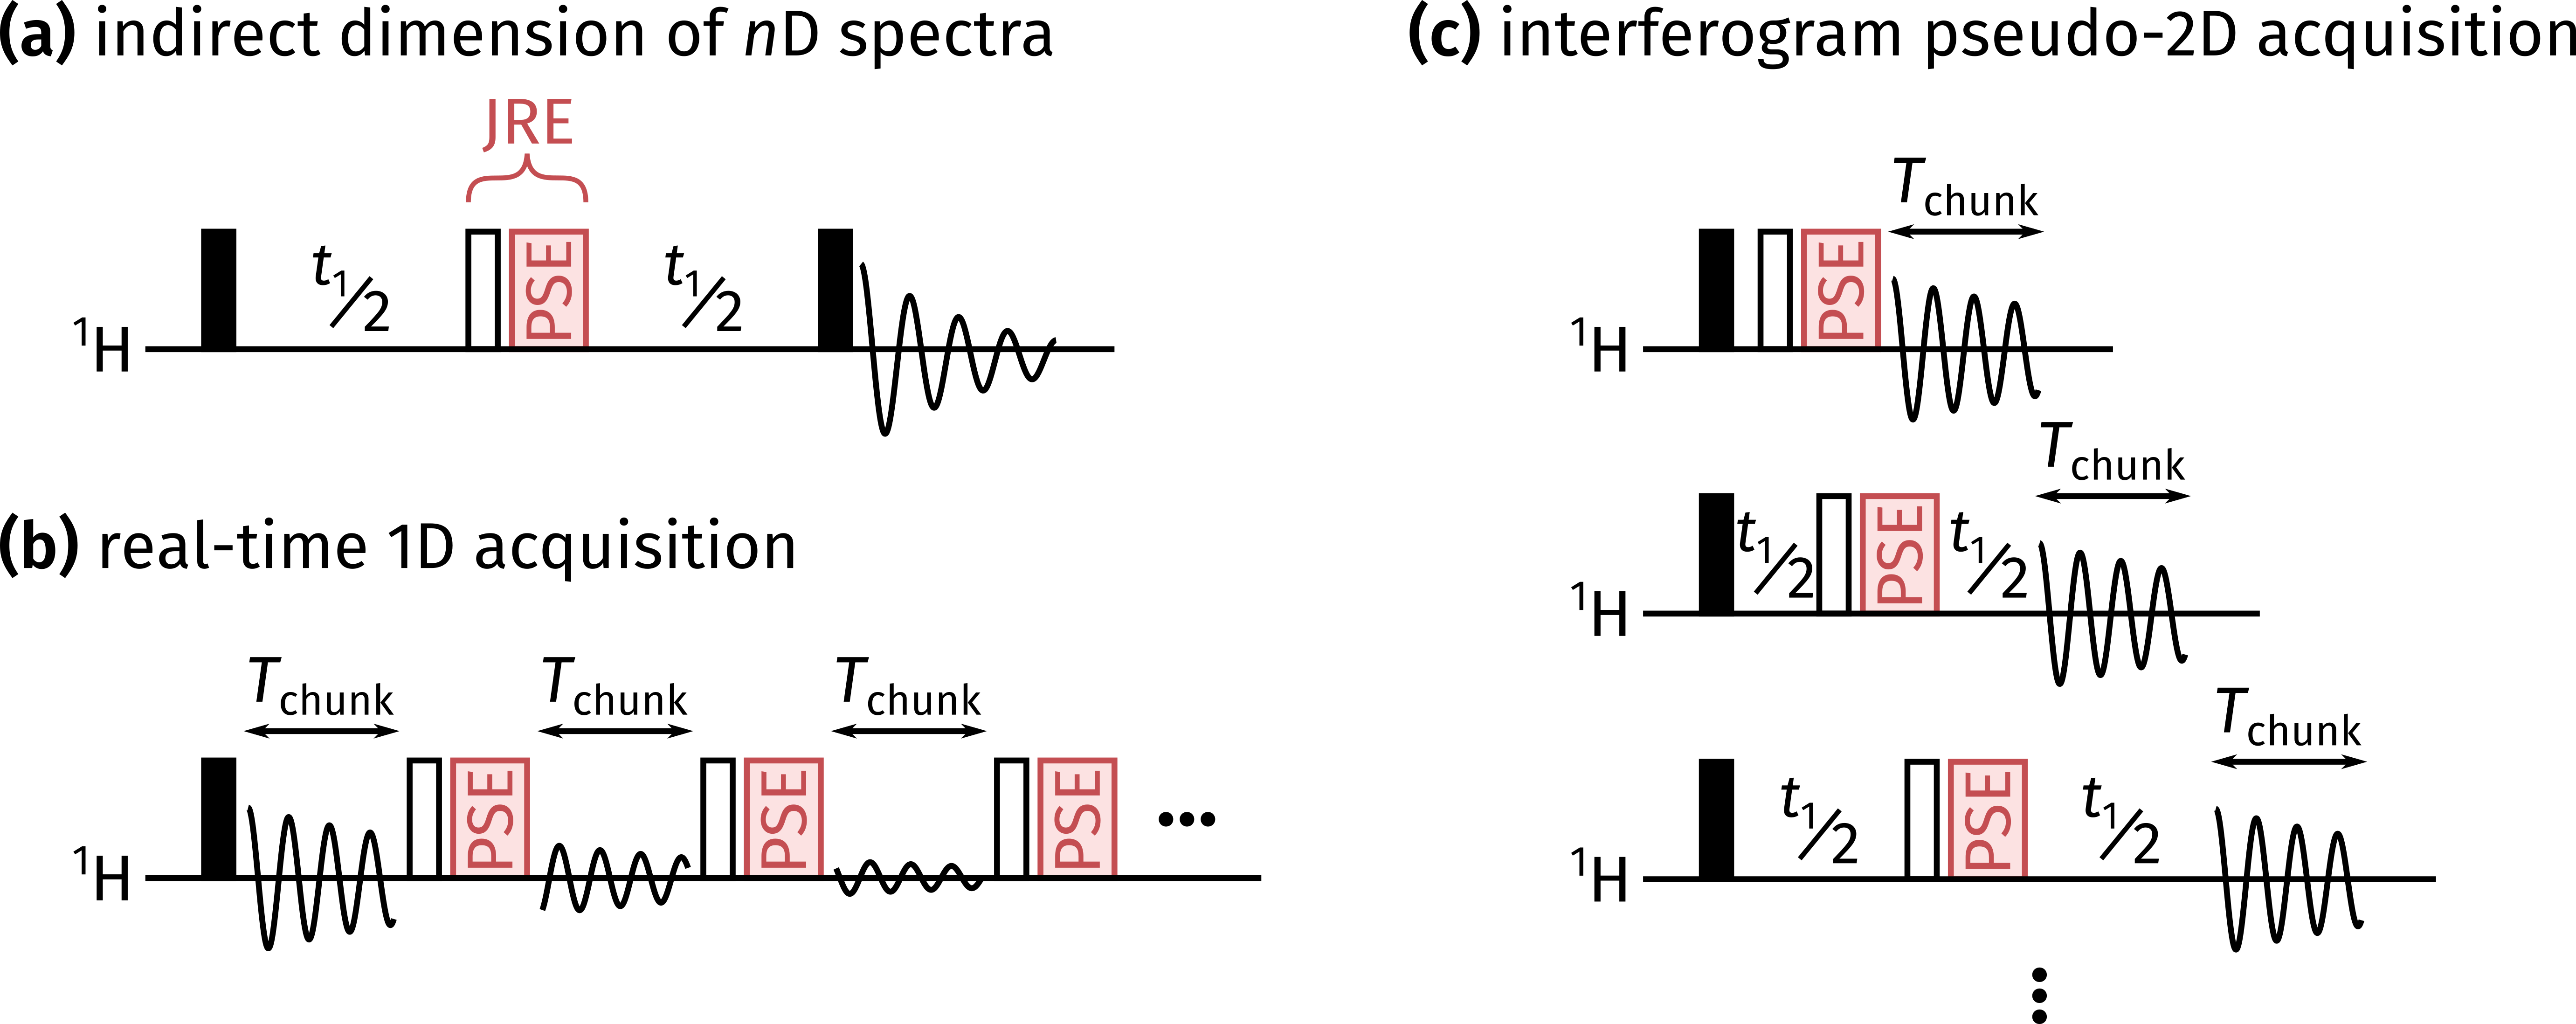 (a) indirect dimension of nD spectra
JRE
t1/2 t1/2
PSE
¹H
(b) real-time 1D acquisition
Tchunk Tchunk Tchunk
PSE PSE PSE •••
¹H
(c) interferogram pseudo-2D acquisition
Tchunk
PSE
¹H
Tchunk
t1/2 PSE t1/2
¹H
Tchunk
t1/2 PSE t1/2
¹H